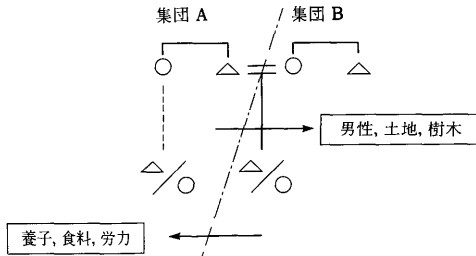 集団 A
集団 B
男性, 土地, 樹木
養子, 食料, 労力